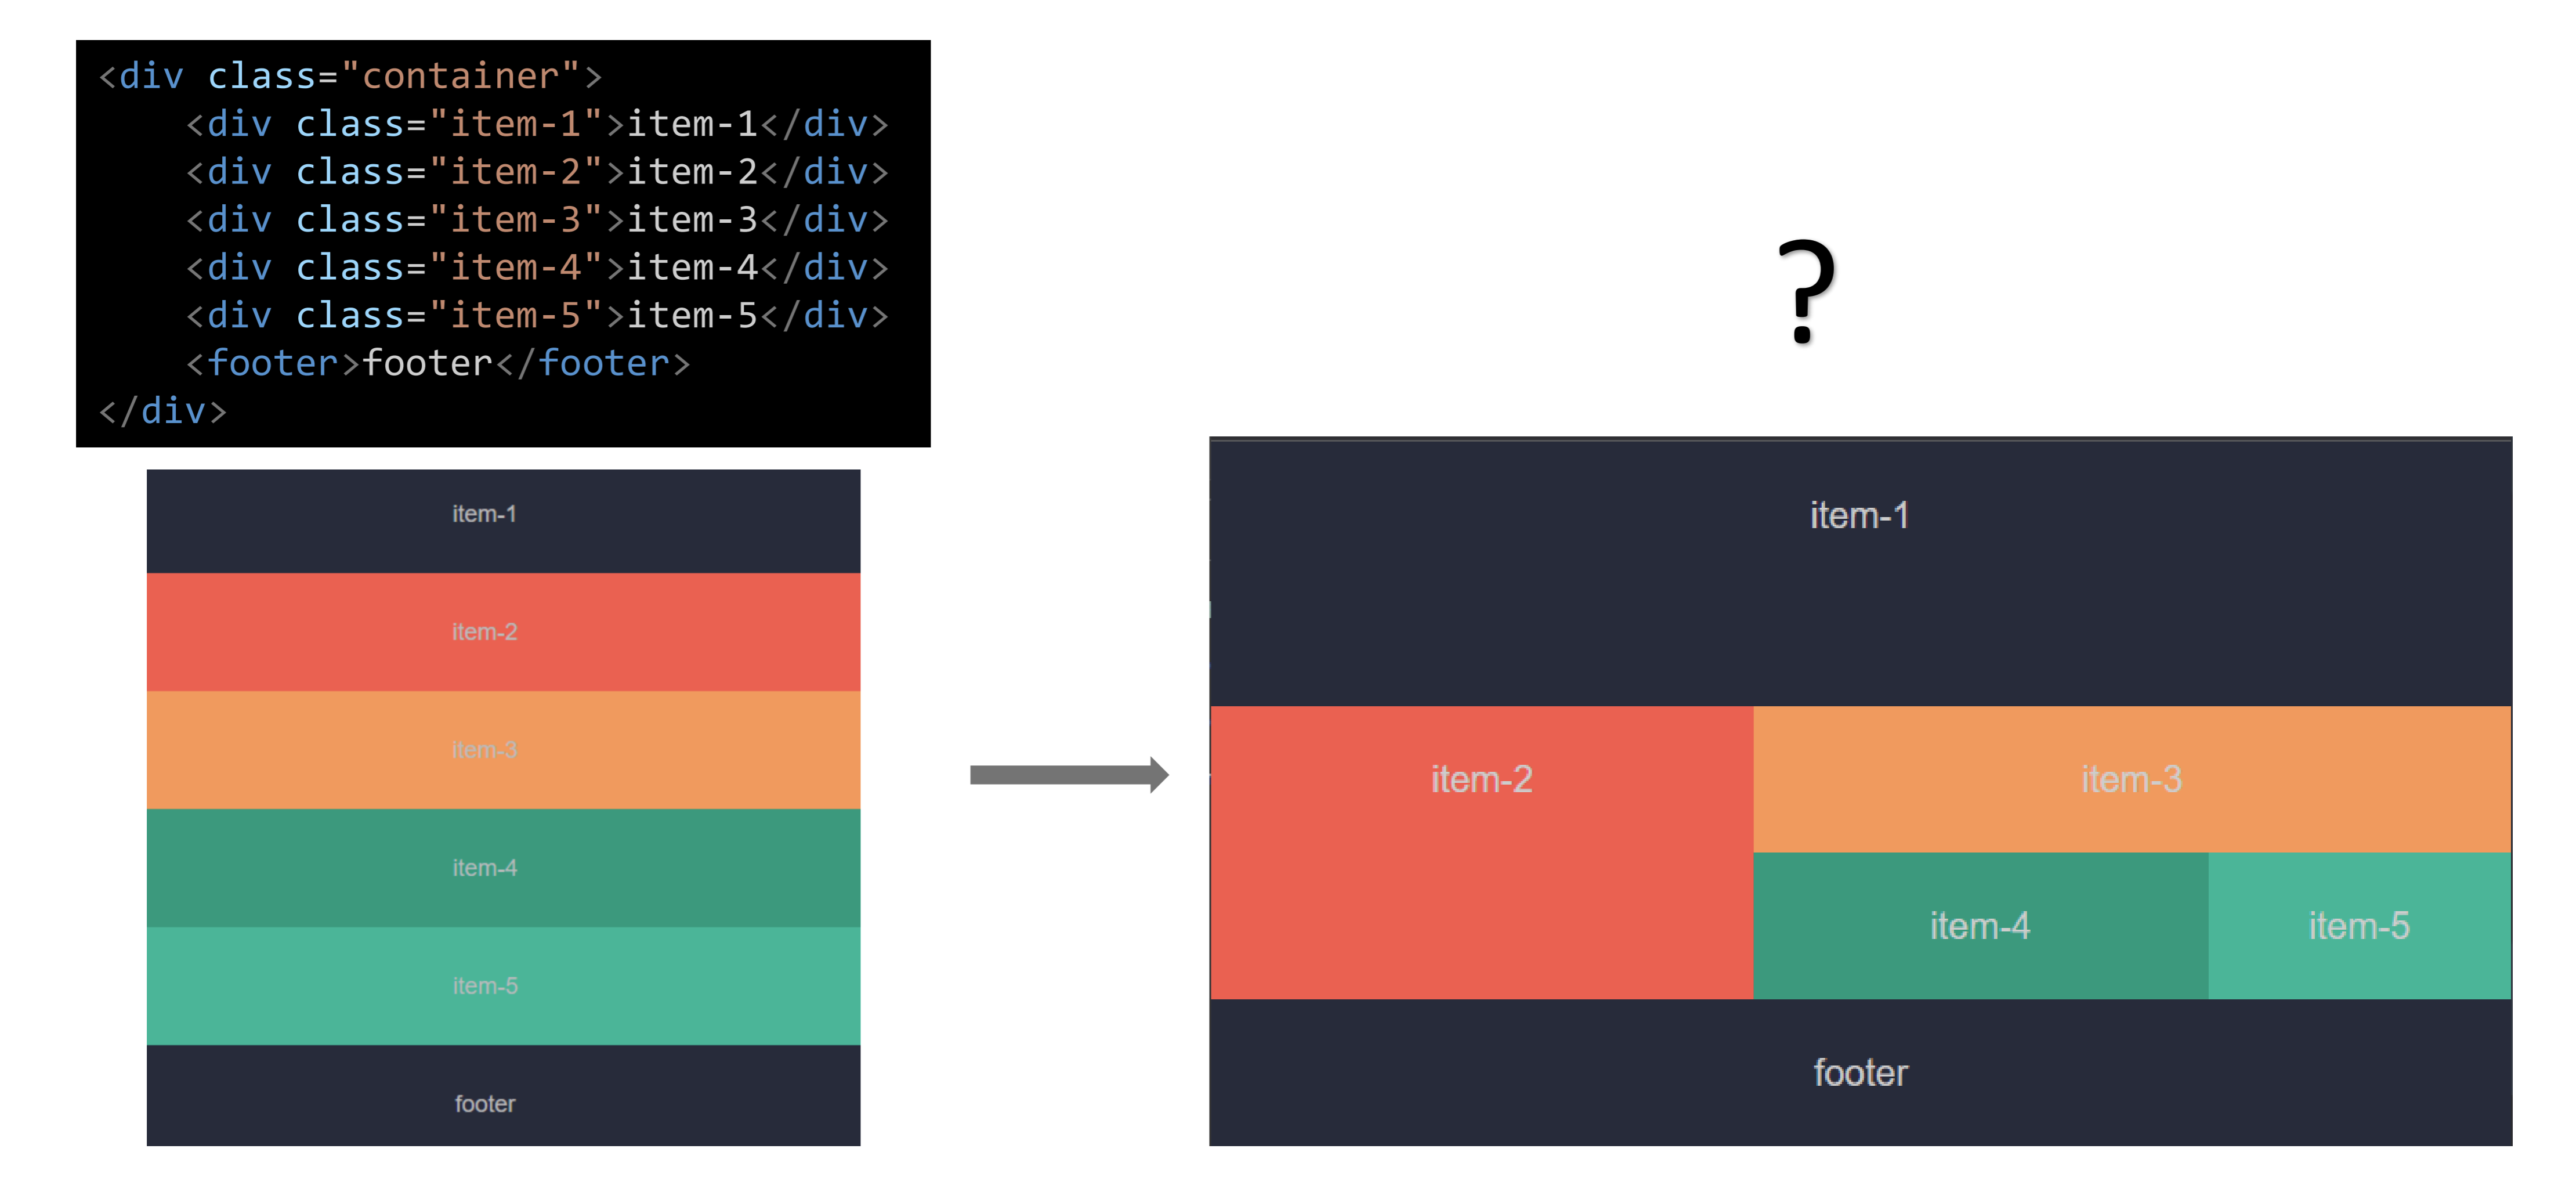 <div class="container">
    <div class="item-1">item-1</div>
    <div class="item-2">item-2</div>
    <div class="item-3">item-3</div>
    <div class="item-4">item-4</div>
    <div class="item-5">item-5</div>
    <footer>footer</footer>
</div>
item-1
item-2
item-3
item-4
item-5
footer
?
item-1
item-2
item-3
item-4
item-5
footer